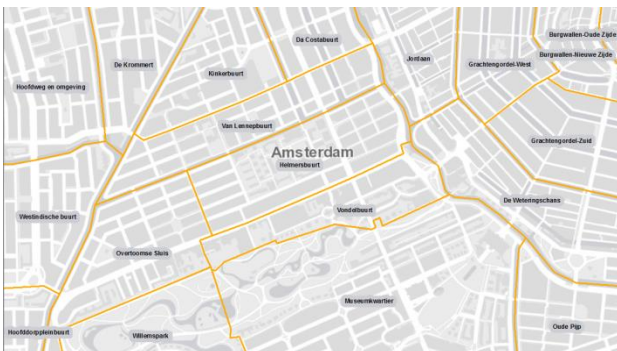 Da Costabuurt
Burgwallen-Oude Zijde
Burgwallen-Nieuwe Zijde
Jordaan
De Krommert
Grachtengordel-West
Kinkerbuurt
Hoofdweg en omgeving
Van Lennepbuurt
Grachtengordel-Zuid
Amsterdam
Helmersbuurt
De Weteringschans
Vondelbuurt
Westindische buurt
Overtoomse Sluis
Museumkwartier
Oude Pijp
Hoofddorppleinbuurt
Willemspark